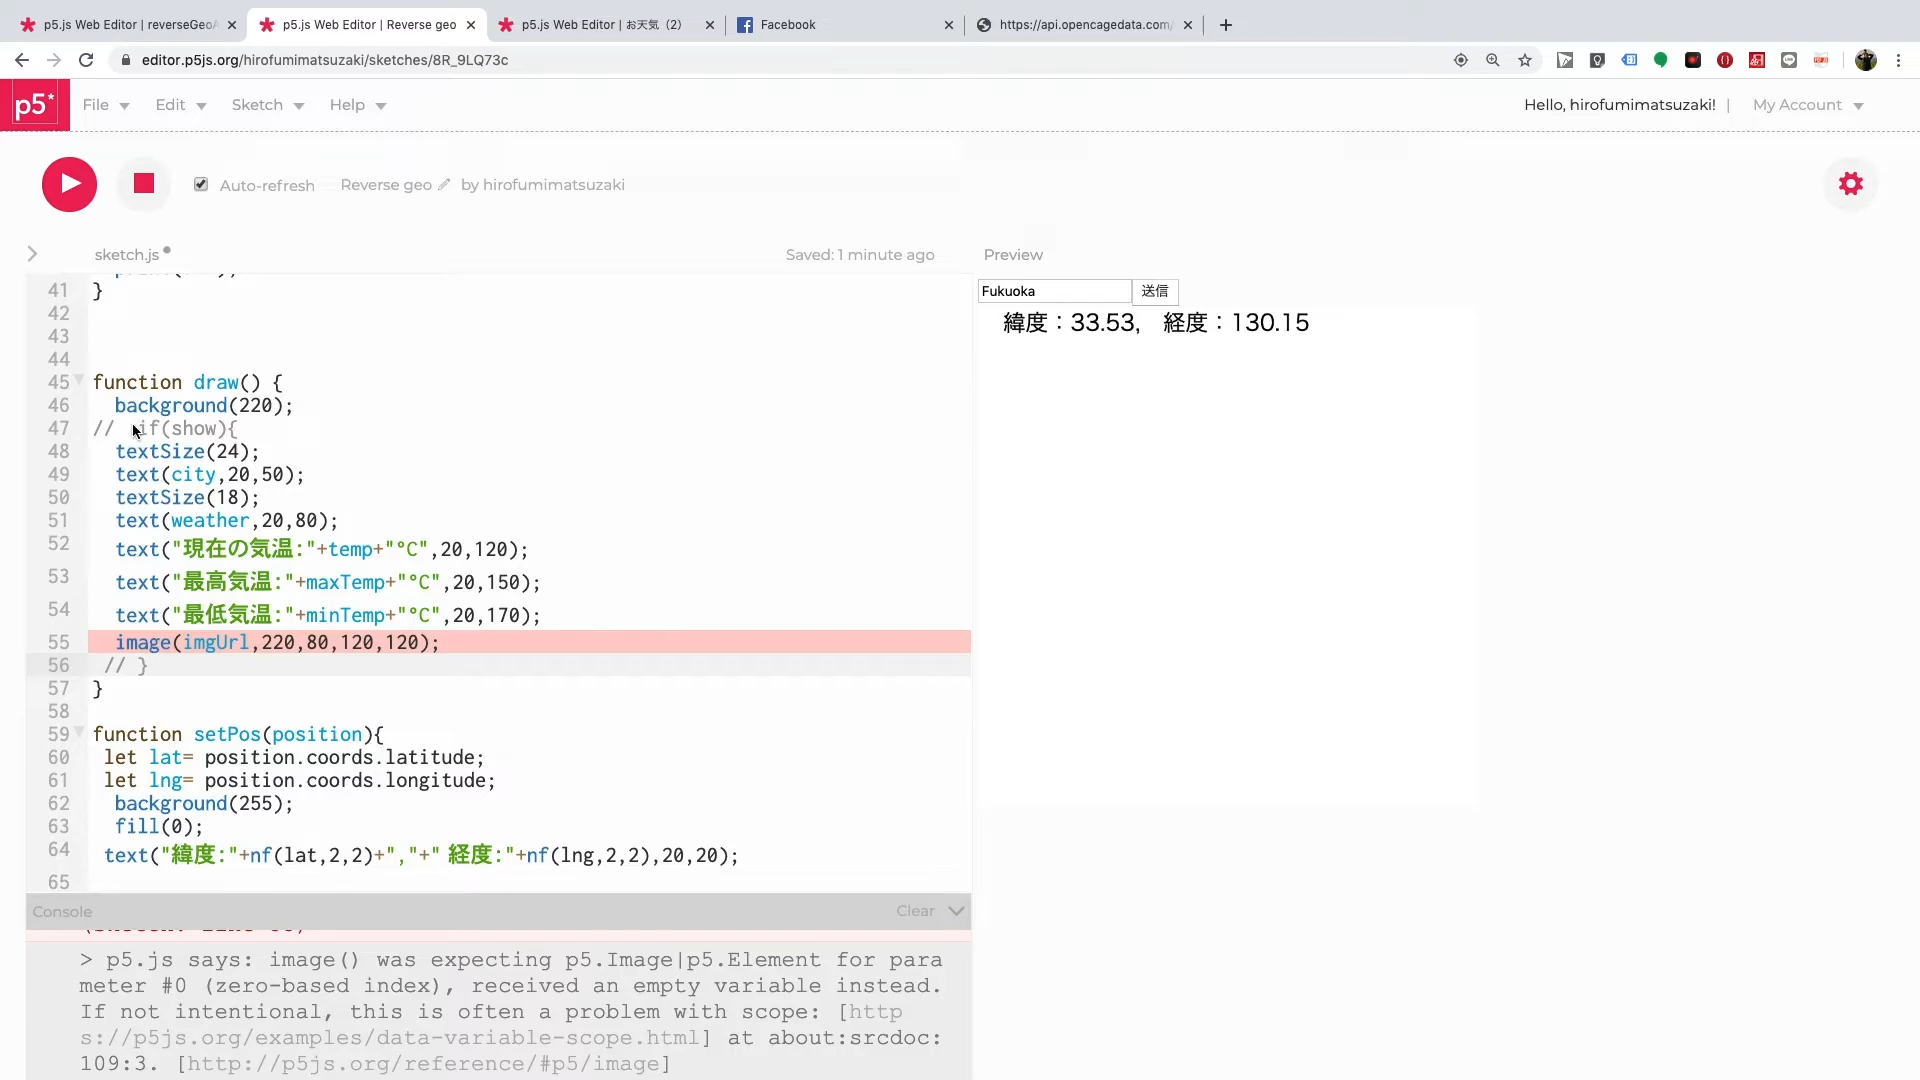 p5.js Web Editor | reverseGeoA
p5.js Web Editor | Reverse geo
p5.js Web Editor | お天気（2）
Facebook
https://api.opencagedata.com/
editor.p5js.org/hirofumimatsuzaki/sketches/8R_9LQ73c
p5*
File
Edit
Sketch
Help
Hello, hirofumimatsuzaki! |
My Account
Auto-refresh
Reverse geo
by hirofumimatsuzaki
sketch.js
Saved: 1 minute ago
Preview
41 }
42
43
44
45 function draw() {
46 background(220);
47 // if(show){
48 textSize(24);
49 text(city,20,50);
50 textSize(18);
51 text(weather,20,80);
52 text("現在の気温:"+temp+"°C",20,120);
53 text("最高気温:"+maxTemp+"°C",20,150);
54 text("最低気温:"+minTemp+"°C",20,170);
55 image(imgUrl,220,80,120,120);
56 // }
57 }
58
59 function setPos(position){
60 let lat= position.coords.latitude;
61 let lng= position.coords.longitude;
62 background(255);
63 fill(0);
64 text("緯度:"+nf(lat,2,2)+","+" 経度:"+nf(lng,2,2),20,20);
65
Fukuoka
送信
緯度：33.53, 経度：130.15
Console
Clear
> p5.js says: image() was expecting p5.Image|p5.Element for para
meter #0 (zero-based index), received an empty variable instead.
If not intentional, this is often a problem with scope: [http
s://p5js.org/examples/data-variable-scope.html] at about:srcdoc:
109:3. [http://p5js.org/reference/#p5/image]